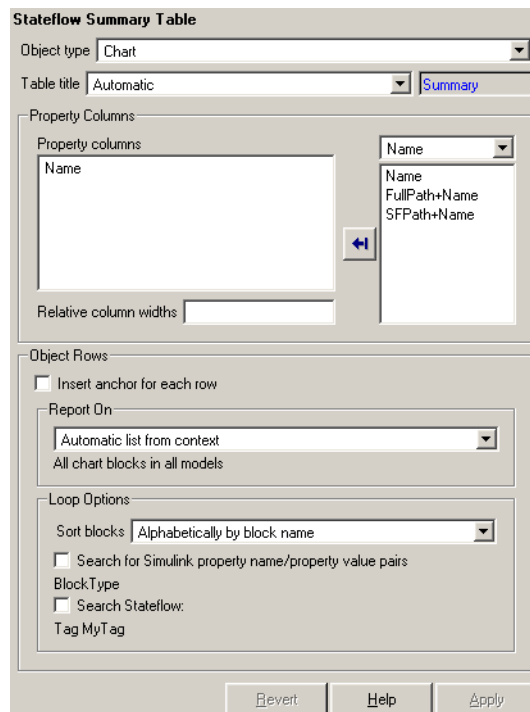 Stateflow Summary Table
Object type Chart
Table title Automatic Summary
Property Columns
Property columns
Name
Name
Name
FullPath+Name
SFPath+Name
Relative column widths
Object Rows
Insert anchor for each row
Report On
Automatic list from context
All chart blocks in all models
Loop Options
Sort blocks Alphabetically by block name
Search for Simulink property name/property value pairs
BlockType
Search Stateflow:
Tag MyTag
Revert Help Apply